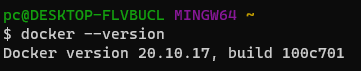 pc@DESKTOP-FLVBUCL MINGW64 ~
$ docker --version
Docker version 20.10.17, build 100c701